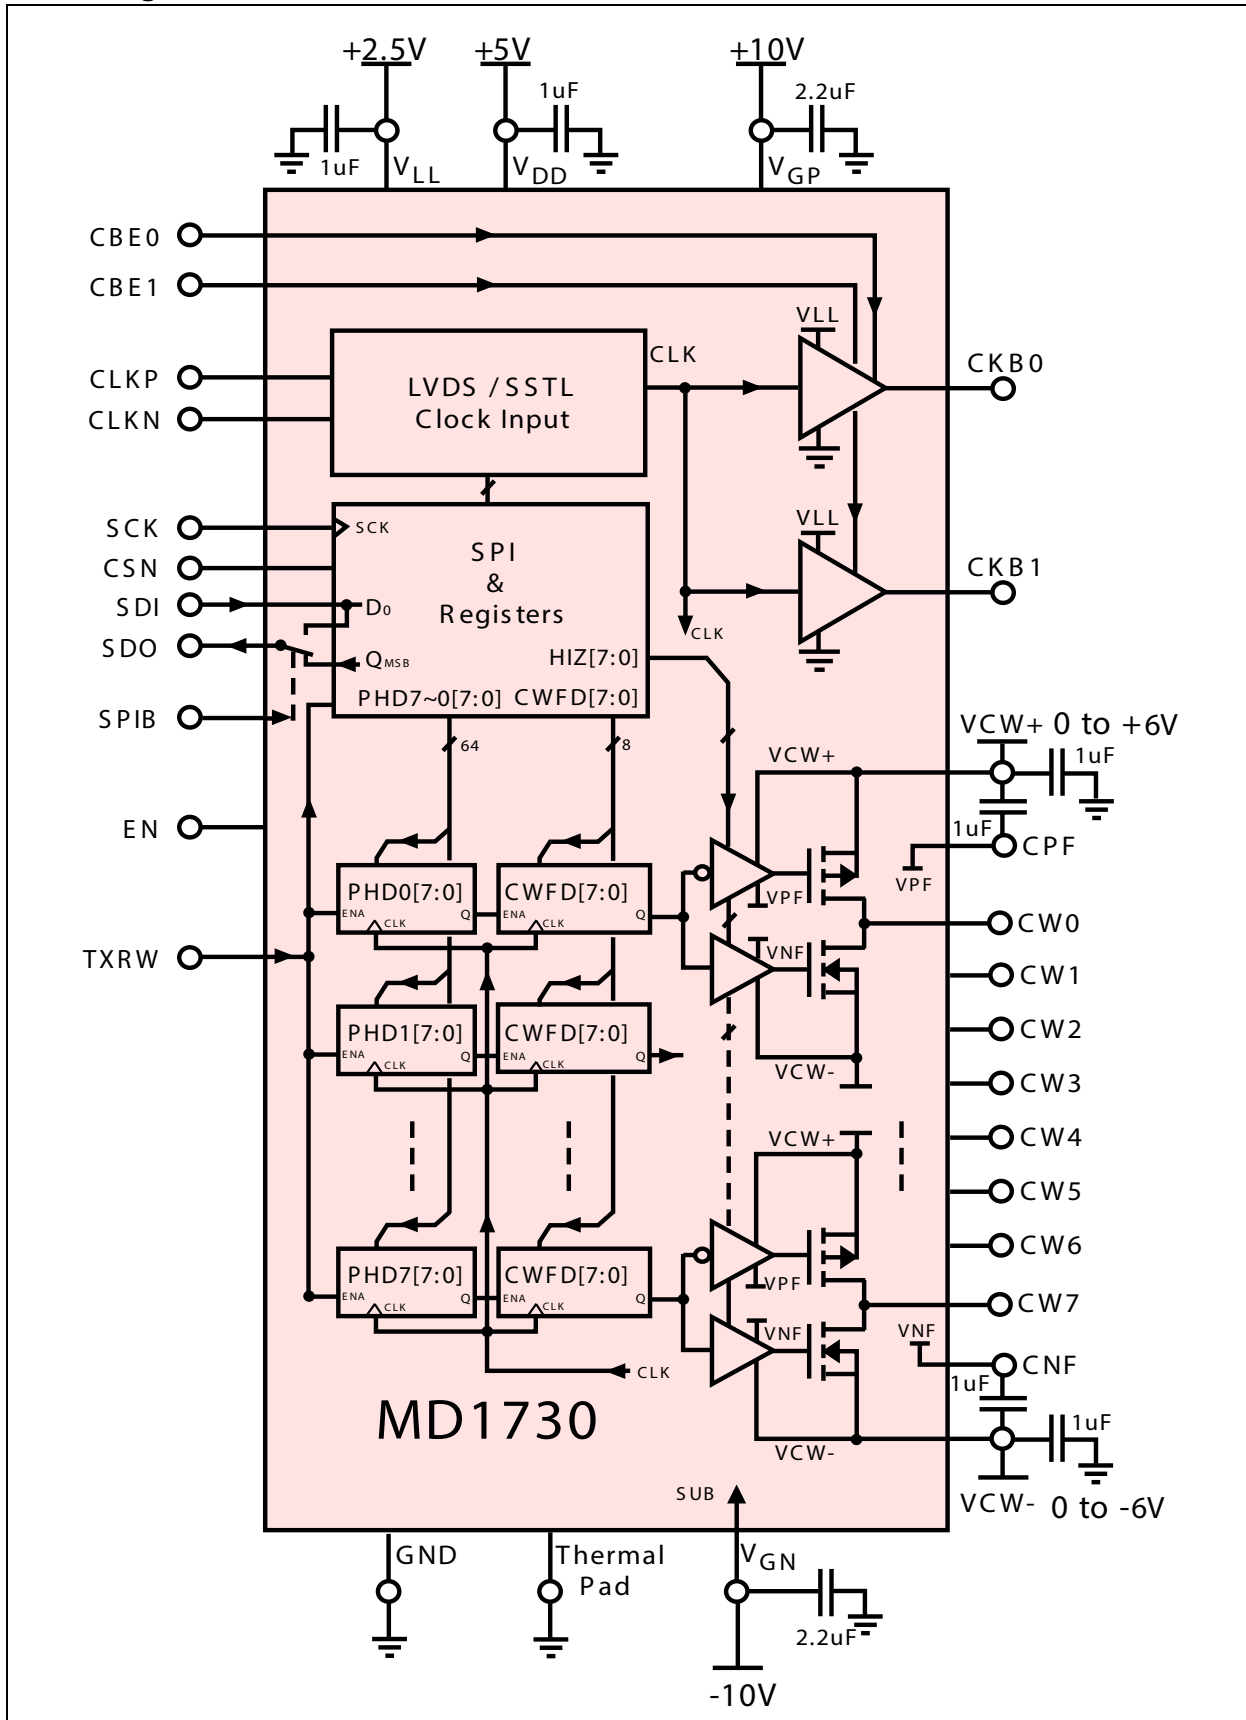 +2.5V
+5V
+10V
1uF
2.2uF
1uF
VLL
VDD
VGP
CBE0
CBE1
VLL
CLK
CKB0
CLKP
CLKN
LVDS / SSTL
Clock Input
VLL
SCK
SCK
CSN
SPI
&
Registers
CKB1
SDI
D0
SDO
QMSB
CLK
HIZ[7:0]
SPIB
PHD7~0[7:0]
CWFD[7:0]
64
8
VCW+
VCW+ 0 to +6V
1uF
1uF
EN
CPF
VPF
PHD0[7:0]
CWFD[7:0]
VPF
ENA
CLK
Q
ENA
CLK
Q
CW0
TXRW
VNF
CW1
PHD1[7:0]
CWFD[7:0]
CW2
ENA
CLK
Q
ENA
CLK
Q
VCW-
CW3
VCW+
CW4
CW5
CW6
PHD7[7:0]
CWFD[7:0]
VPF
ENA
CLK
Q
ENA
CLK
Q
CW7
VNF
VNF
CLK
CNF
1uF
MD1730
1uF
VCW-
SUB
VCW- 0 to -6V
GND
Thermal
Pad
VGN
2.2uF
-10V